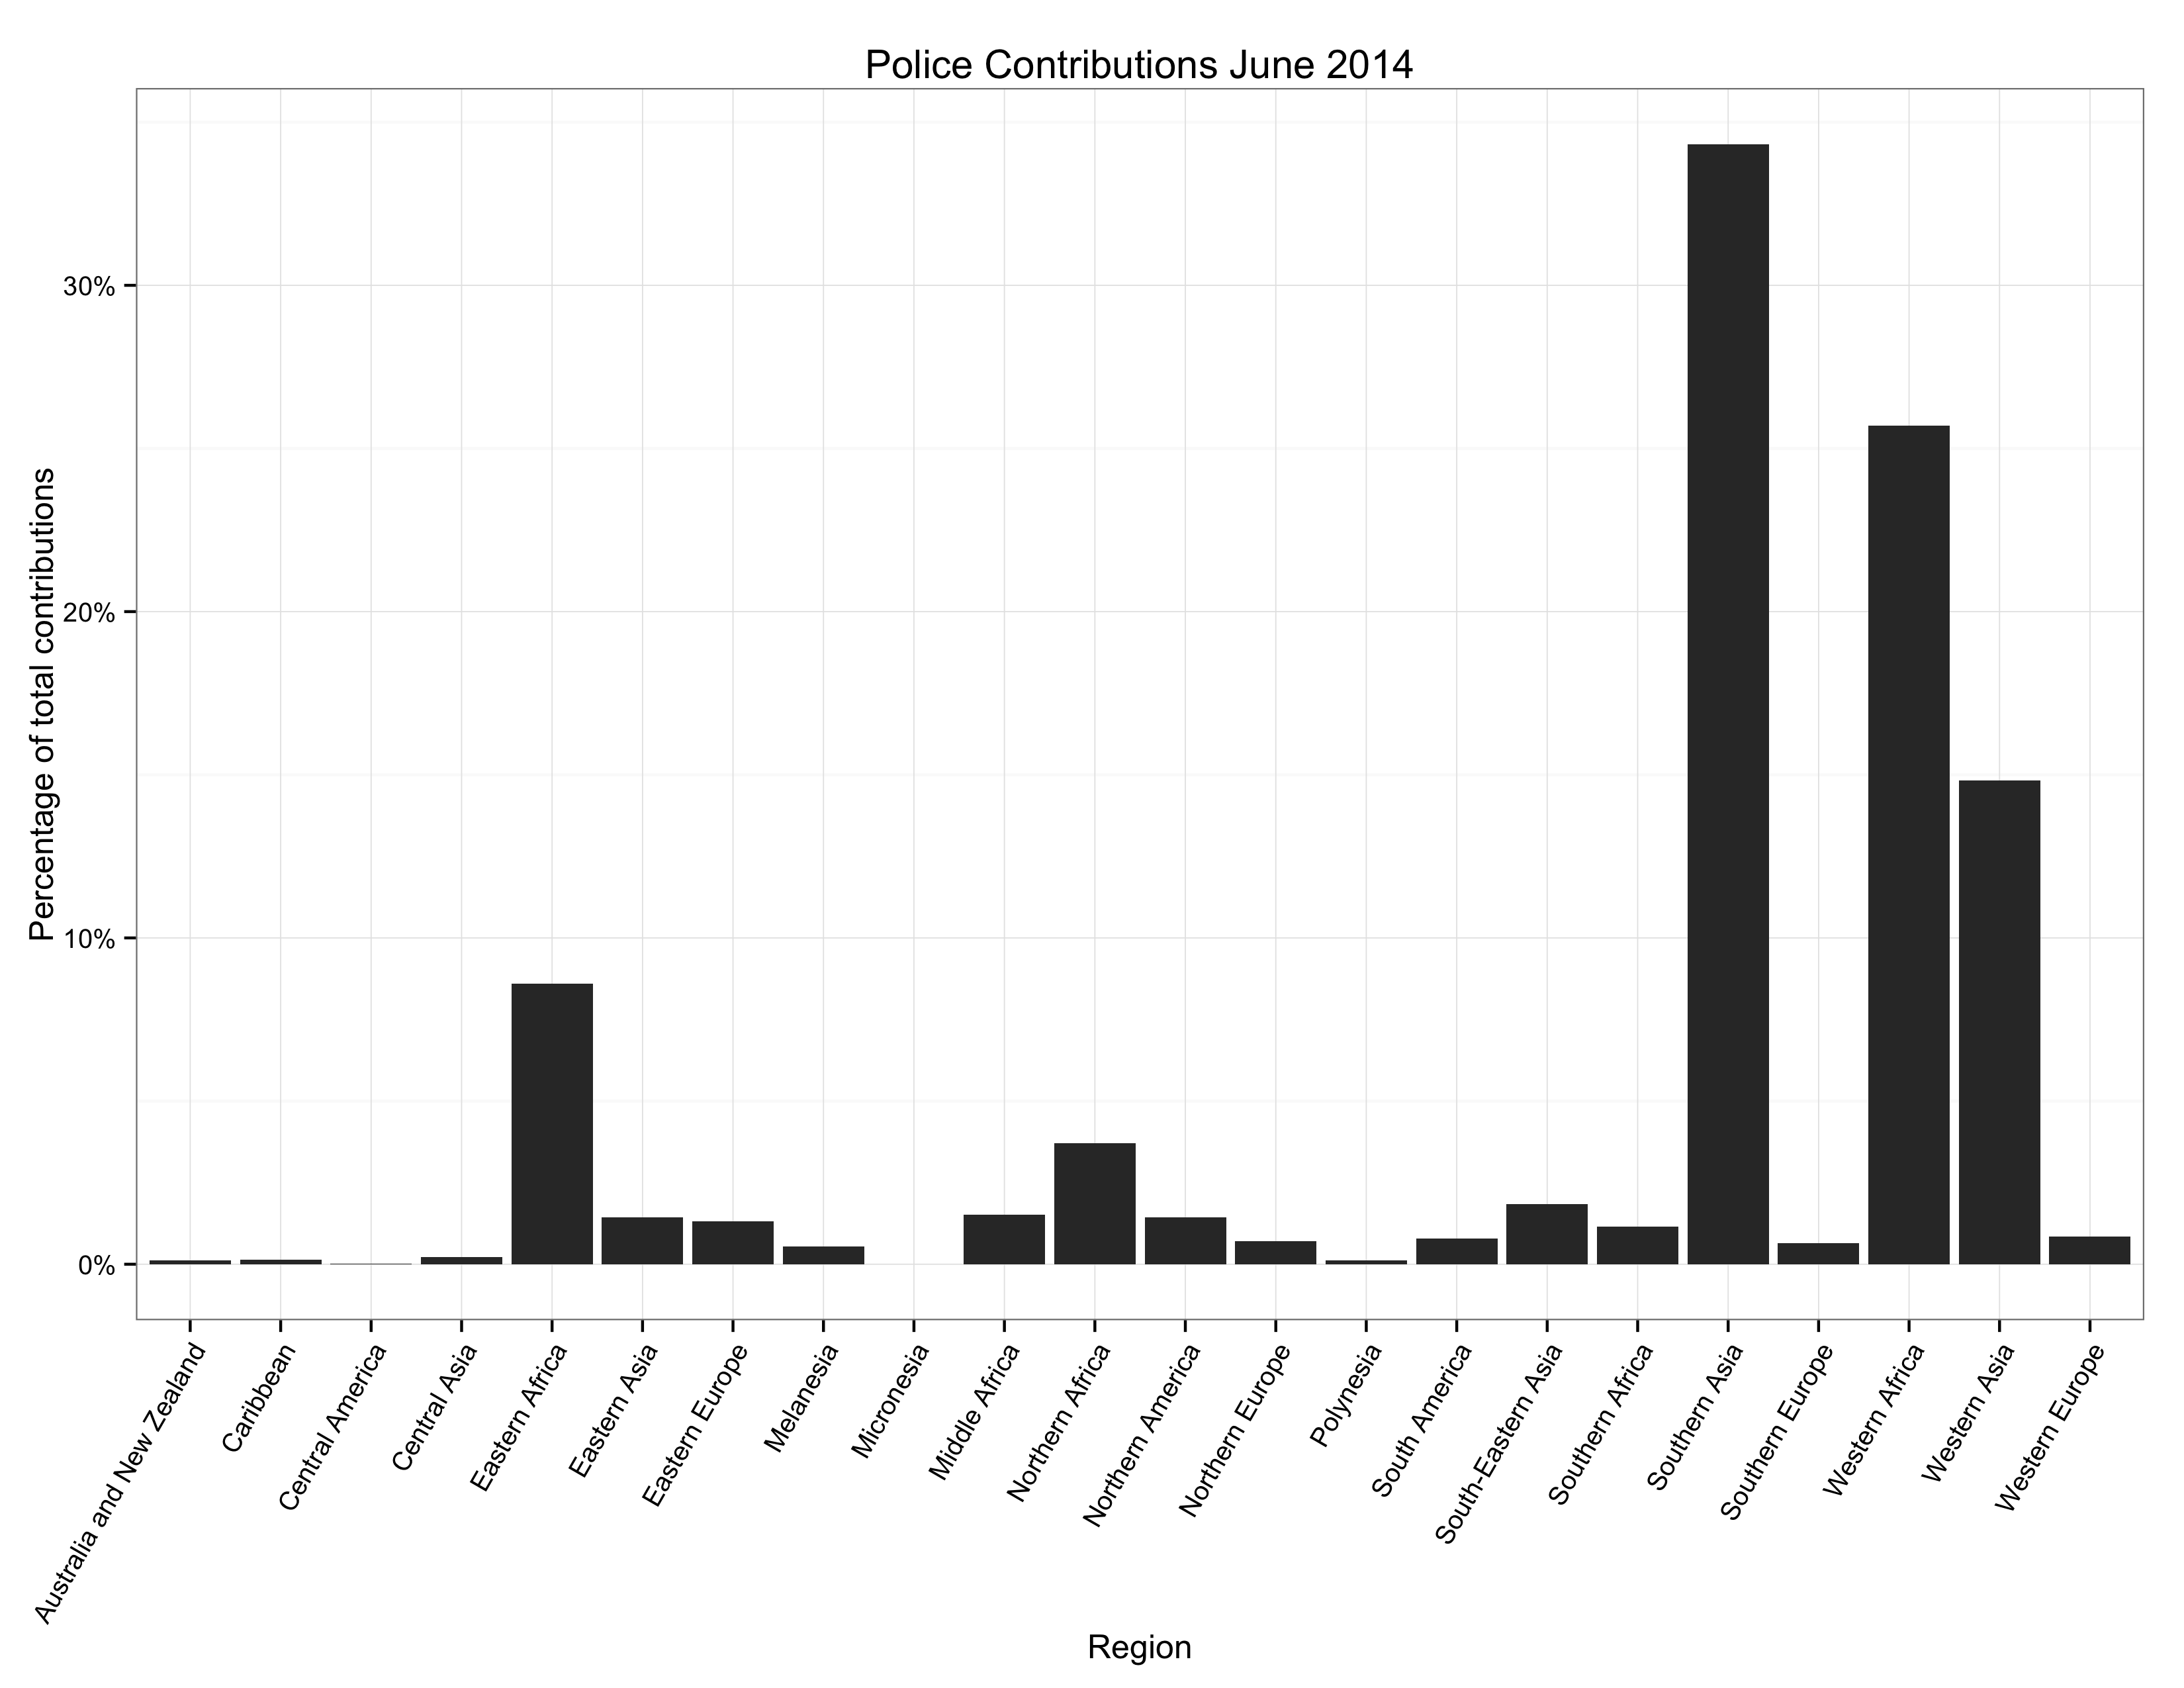 Police Contributions June 2014
Percentage of total contributions
30%
20%
10%
0%
Australia and New Zealand
Caribbean
Central America
Central Asia
Eastern Africa
Eastern Asia
Eastern Europe
Melanesia
Micronesia
Middle Africa
Northern Africa
Northern America
Northern Europe
Polynesia
South America
South-Eastern Asia
Southern Africa
Southern Asia
Southern Europe
Western Africa
Western Asia
Western Europe
Region